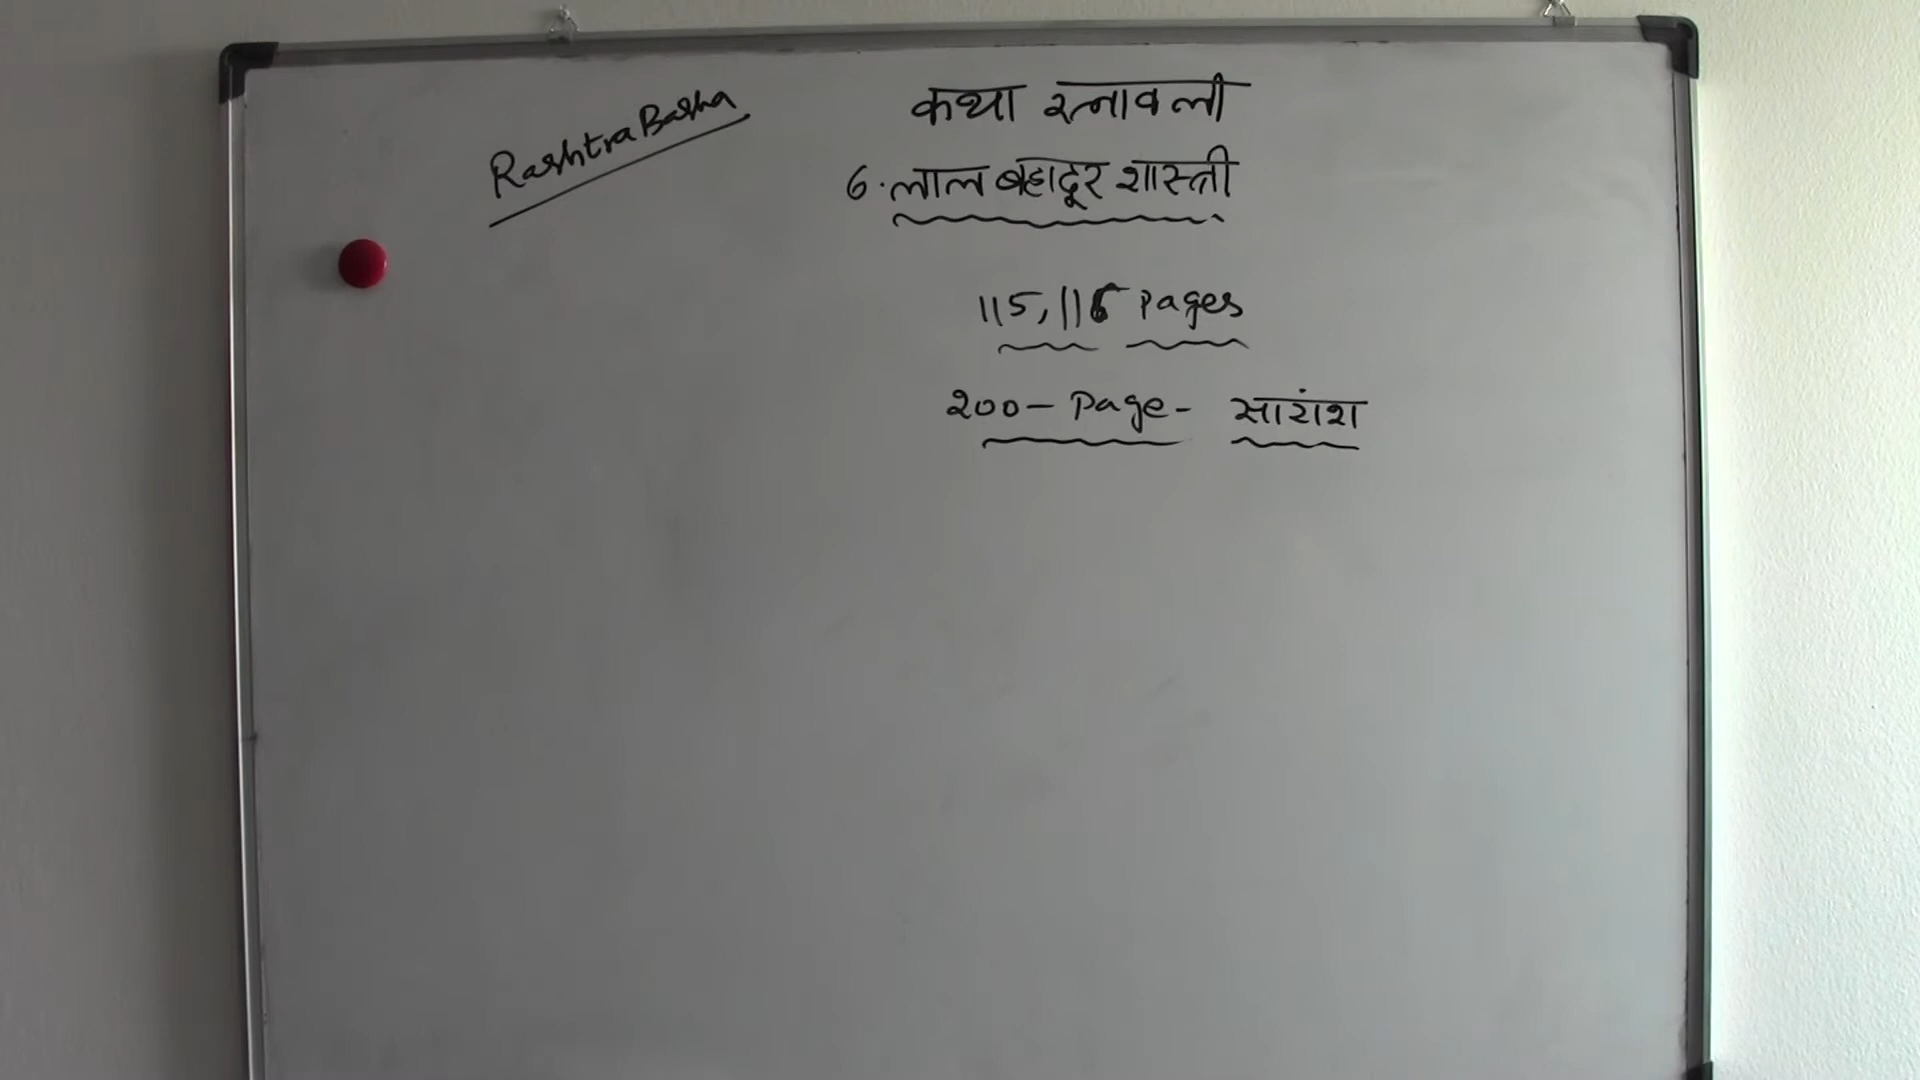 Rashtra Basha
कथा रत्नावली
6. लाल बहादूर शास्त्री
115, 116 Pages
200 - Page - सारांश